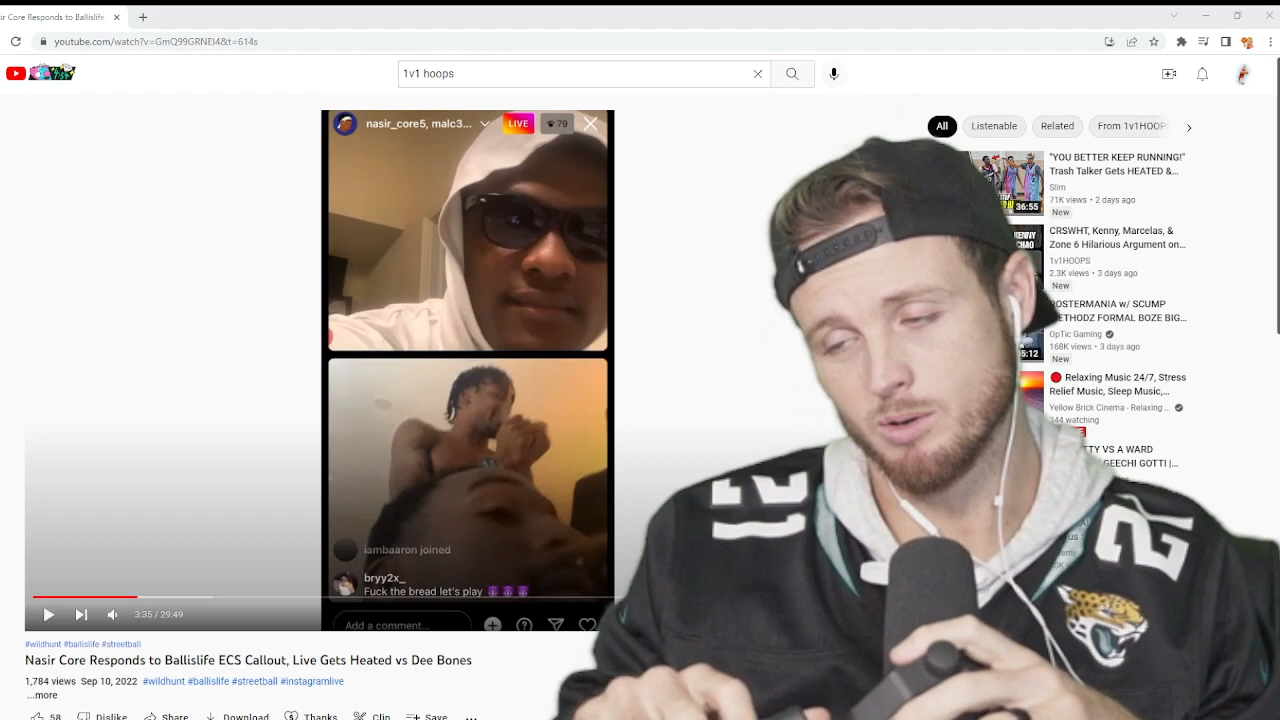 ir Core Responds to Ballislife
youtube.com/watch?v=GmQ99GRNEI4&t=614s
1v1 hoops
nasir_core5, malc3...
LIVE
79
iambaaron joined
bryy2x_
Fuck the bread let's play
Add a comment...
3:35 / 29:49
#wildhunt #ballislife #streetball
Nasir Core Responds to Ballislife ECS Callout, Live Gets Heated vs Dee Bones
1,784 views Sep 10, 2022 #wildhunt #ballislife #streetball #instagramlive
...more
58 Dislike Share Download Thanks Clip Save
All Listenable Related From 1v1HOOPS
"YOU BETTER KEEP RUNNING!"
Trash Talker Gets HEATED &...
Slim
71K views • 2 days ago
New
36:55
CRSWHT, Kenny, Marcelas, &
Zone 6 Hilarious Argument on...
1v1HOOPS
2.3K views • 3 days ago
New
ROSTERMANIA w/ SCUMP
METHODZ FORMAL BOZE BIG...
OpTic Gaming
168K views • 3 days ago
New
5:12
Relaxing Music 24/7, Stress
Relief Music, Sleep Music,...
Yellow Brick Cinema - Relaxing ...
344 watching
TTY VS A WARD
GEECHI GOTTI |...